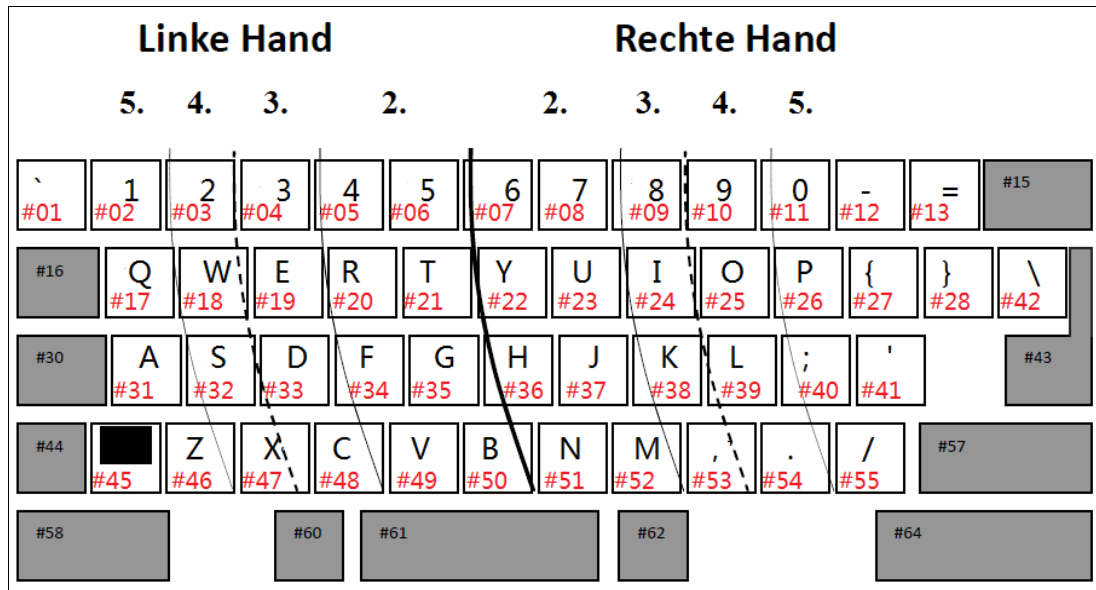 Linke Hand Rechte Hand
5. 4. 3. 2. 2. 3. 4. 5.
` 1 2 3 4 5 6 7 8 9 0 - =
#01 #02 #03 #04 #05 #06 #07 #08 #09 #10 #11 #12 #13 #15
Q W E R T Y U I O P { } \
#16 #17 #18 #19 #20 #21 #22 #23 #24 #25 #26 #27 #28 #42
A S D F G H J K L ; '
#30 #31 #32 #33 #34 #35 #36 #37 #38 #39 #40 #41 #43
Z X C V B N M , . /
#44 #45 #46 #47 #48 #49 #50 #51 #52 #53 #54 #55 #57
#58 #60 #61 #62 #64